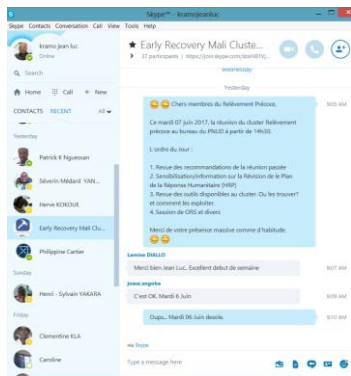 Skype™ - kramojeanluc
Skype Contacts Conversation Call View Tools Help
kramo jean luc
Online
Search
Home Call + New
CONTACTS RECENT All
Yesterday
Patrick K Nguessan
Séverin Médard YAN...
Herve KOKOUE
Early Recovery Mali Clu...
Philippine Cartier
Sunday
Hemi - Sylvain YAKARA
Friday
Clementine KLA
Caroline
Early Recovery Mali Cluste...
37 participants
Wednesday
Yesterday
Chers membres du Relèvement Précoce,
9:05 AM
Ce mardi 07 juin 2017, la réunion du cluster Relèvement
précoce au bureau du PNUD à partir de 14h30.
L'ordre du Jour :
1. Revue des recommandations de la réunion passée
2. Sensibilisation/information sur la Révision de le Plan
de la Réponse Humanitaire (HRP)
3. Revue des outils disponibles au cluster. Ou les trouver?
et comment les exploiter.
4. Session de ORS et divers
Merci de votre présence massive comme d'habitude.
Lamine DIALLO
Merci bien Jean Luc. Excellent debut de semaine
9:07 AM
C'est OK. Mardi 6 Juin
9:09 AM
Oups... Mardi 06 Juin desole.
9:10 AM
via Skype
Type a message here